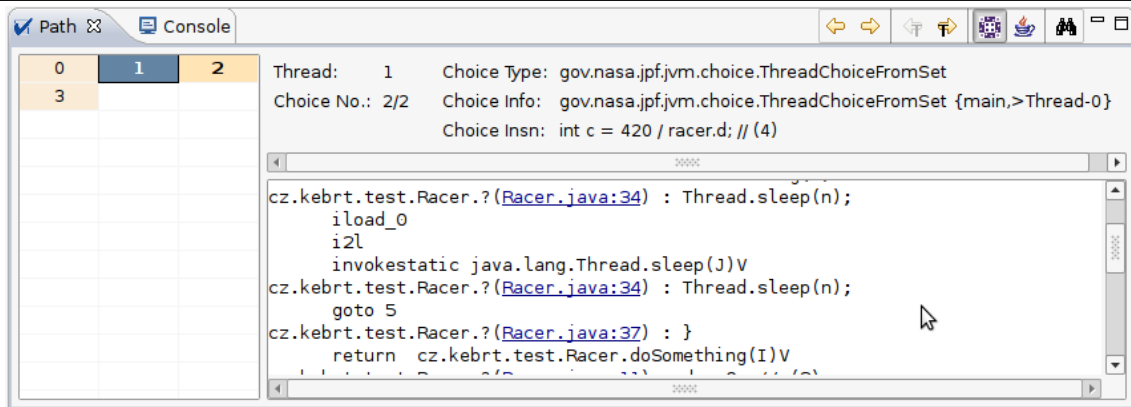 Path Console
0 1 2
3
Thread: 1 Choice Type: gov.nasa.jpf.jvm.choice.ThreadChoiceFromSet
Choice No.: 2/2 Choice Info: gov.nasa.jpf.jvm.choice.ThreadChoiceFromSet {main,>Thread-0}
Choice Insn: int c = 420 / racer.d; // (4)
cz.kebrt.test.Racer.?(Racer.java:34) : Thread.sleep(n);
iload_0
i2l
invokestatic java.lang.Thread.sleep(J)V
cz.kebrt.test.Racer.?(Racer.java:34) : Thread.sleep(n);
goto 5
cz.kebrt.test.Racer.?(Racer.java:37) : }
return cz.kebrt.test.Racer.doSomething(I)V